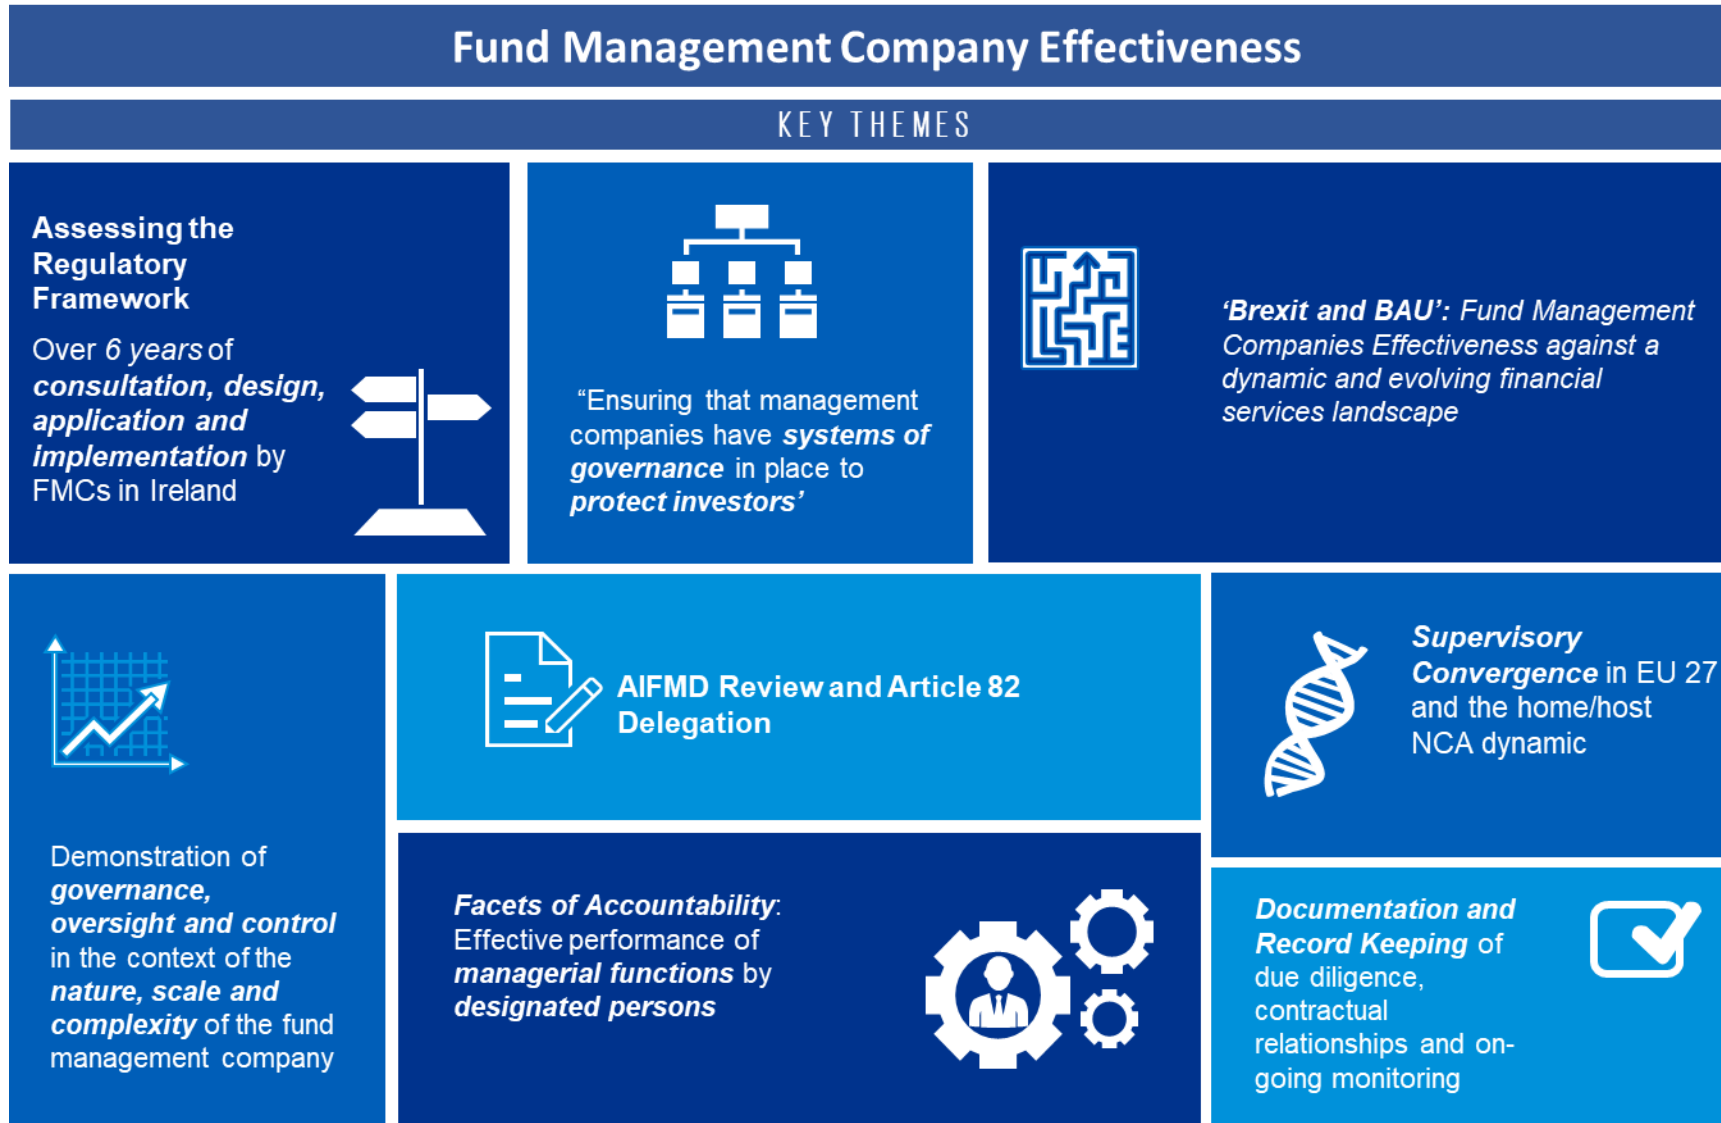 Fund Management Company Effectiveness
KEY THEMES
Assessing the
Regulatory
Framework
Over 6 years of
consultation, design,
application and
implementation by
FMCs in Ireland
“Ensuring that management
companies have systems of
governance in place to
protect investors’
‘Brexit and BAU’: Fund Management
Companies Effectiveness against a
dynamic and evolving financial
services landscape
Demonstration of
governance,
oversight and control
in the context of the
nature, scale and
complexity of the fund
management company
AIFMD Review and Article 82
Delegation
Supervisory
Convergence in EU 27
and the home/host
NCA dynamic
Facets of Accountability:
Effective performance of
managerial functions by
designated persons
Documentation and
Record Keeping of
due diligence,
contractual
relationships and on-
going monitoring